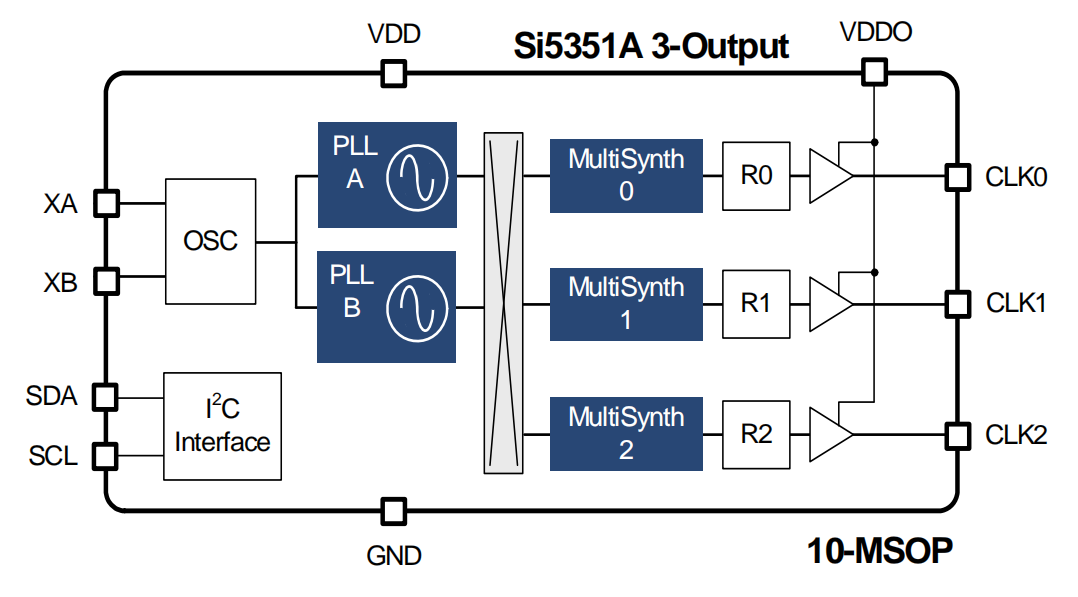 VDD
Si5351A 3-Output
VDDO
PLL
A
MultiSynth
0
R0
CLK0
XA
OSC
XB
PLL
B
MultiSynth
1
R1
CLK1
SDA
SCL
I²C
Interface
MultiSynth
2
R2
CLK2
GND
10-MSOP